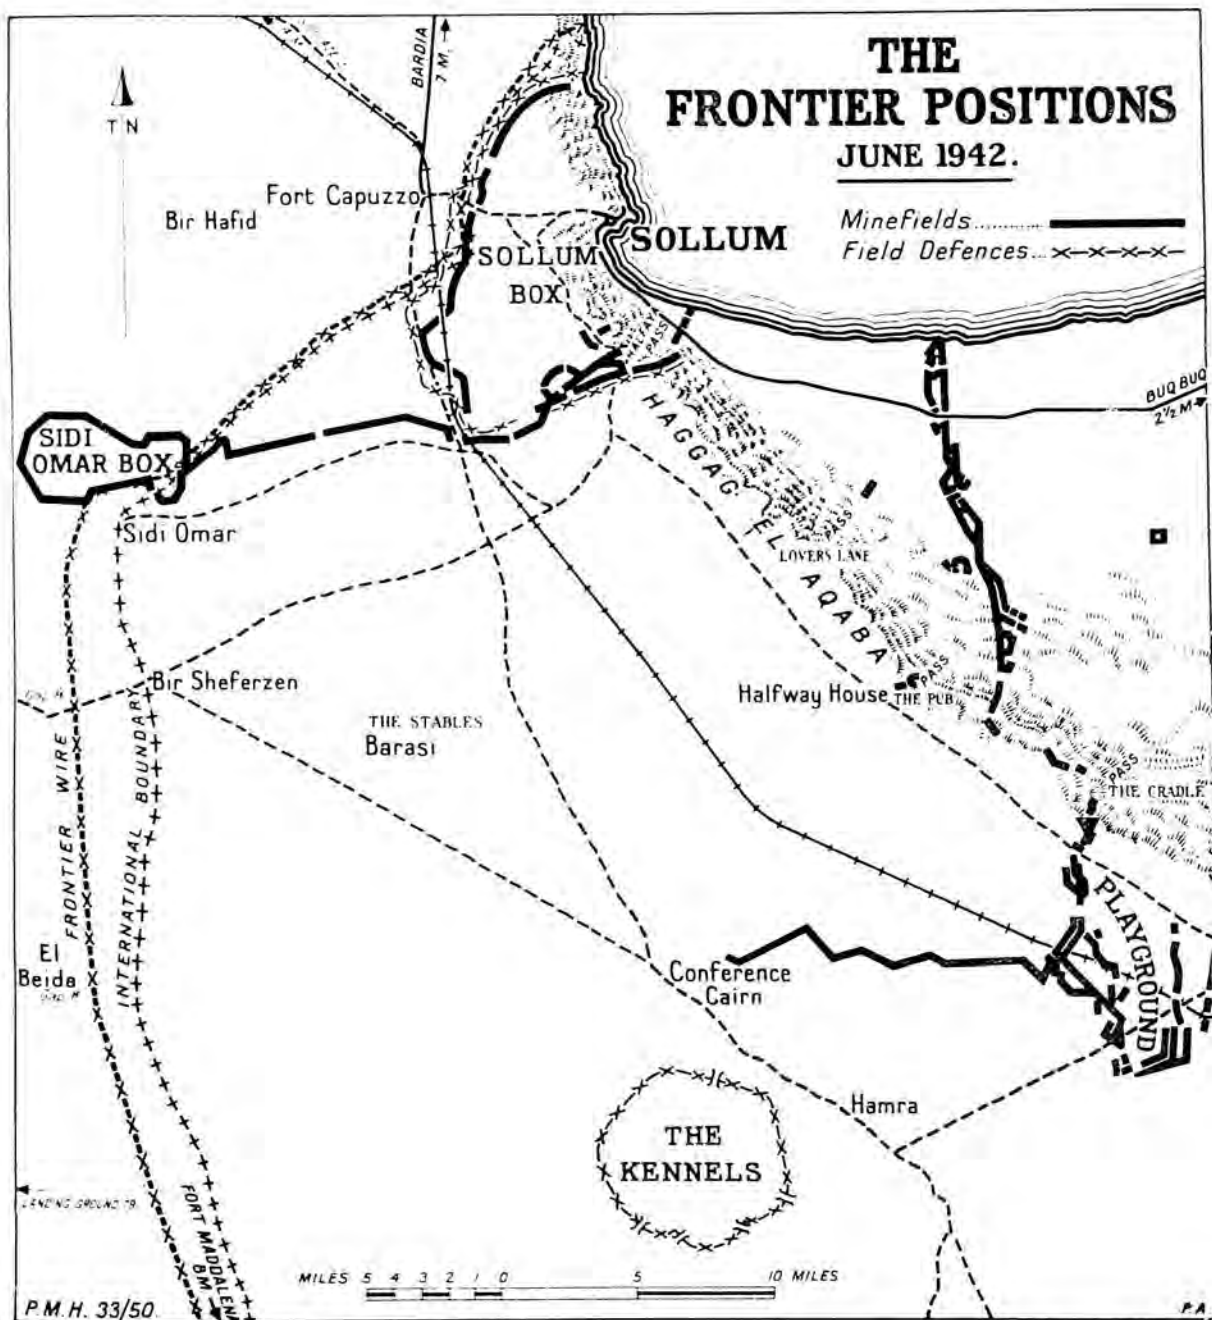 THE
FRONTIER POSITIONS
JUNE 1942.
Minefields
Field Defences
T N
BARDIA
7 M.
Fort Capuzzo
Bir Hafid
SOLLUM
SOLLUM
BOX
PASS
BUQ BUQ
2½ M
HAGGAG EL AQABA
SIDI
OMAR BOX
Sidi Omar
PASS
LOVERS LANE
Bir Sheferzen
THE STABLES
Barasi
Halfway House
PASS
THE PUB
PASS
THE CRADLE
FRONTIER WIRE
INTERNATIONAL BOUNDARY
PLAYGROUND
El
Beida
Conference
Cairn
Hamra
THE
KENNELS
LENDING GROUND
FORT MADDALENA
8M
MILES 5 4 3 2 1 0 5 10 MILES
P.M.H. 33/50.
P.A.